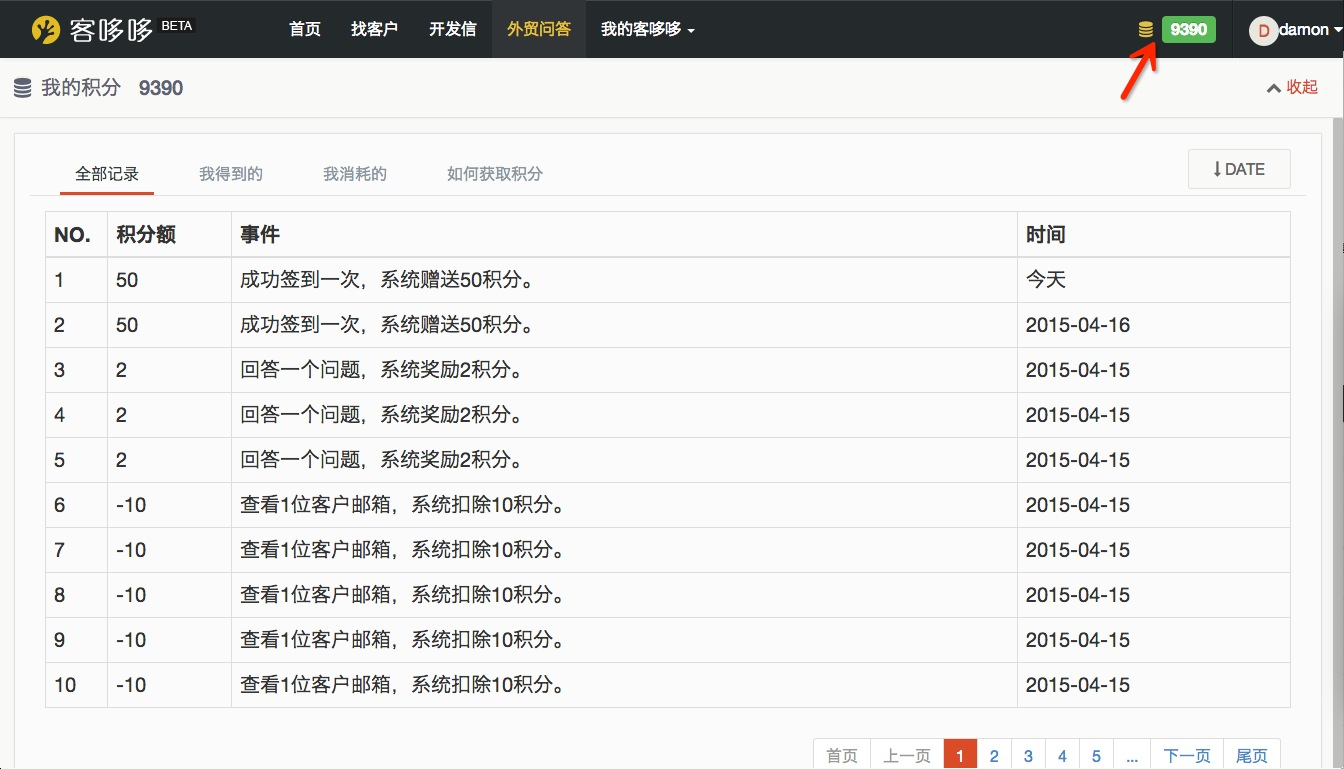 客哆哆 BETA 首页 找客户 开发信 外贸问答 我的客哆哆 9390 D damon
我的积分 9390 收起
全部记录 我得到的 我消耗的 如何获取积分 DATE
NO. 积分额 事件 时间
1 50 成功签到一次，系统赠送50积分。 今天
2 50 成功签到一次，系统赠送50积分。 2015-04-16
3 2 回答一个问题，系统奖励2积分。 2015-04-15
4 2 回答一个问题，系统奖励2积分。 2015-04-15
5 2 回答一个问题，系统奖励2积分。 2015-04-15
6 -10 查看1位客户邮箱，系统扣除10积分。 2015-04-15
7 -10 查看1位客户邮箱，系统扣除10积分。 2015-04-15
8 -10 查看1位客户邮箱，系统扣除10积分。 2015-04-15
9 -10 查看1位客户邮箱，系统扣除10积分。 2015-04-15
10 -10 查看1位客户邮箱，系统扣除10积分。 2015-04-15
首页 上一页 1 2 3 4 5 ... 下一页 尾页